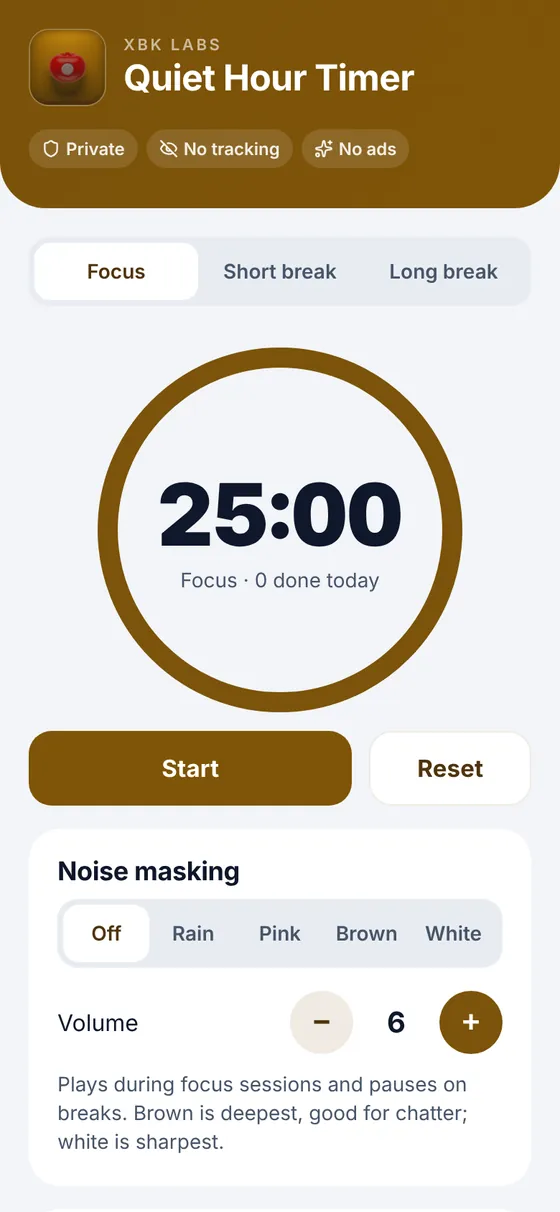 XBK LABS
Quiet Hour Timer
Private
No tracking
No ads
Focus
Short break
Long break
25:00
Focus · 0 done today
Start
Reset
Noise masking
Off
Rain
Pink
Brown
White
Volume
−
6
+
Plays during focus sessions and pauses on
breaks. Brown is deepest, good for chatter;
white is sharpest.